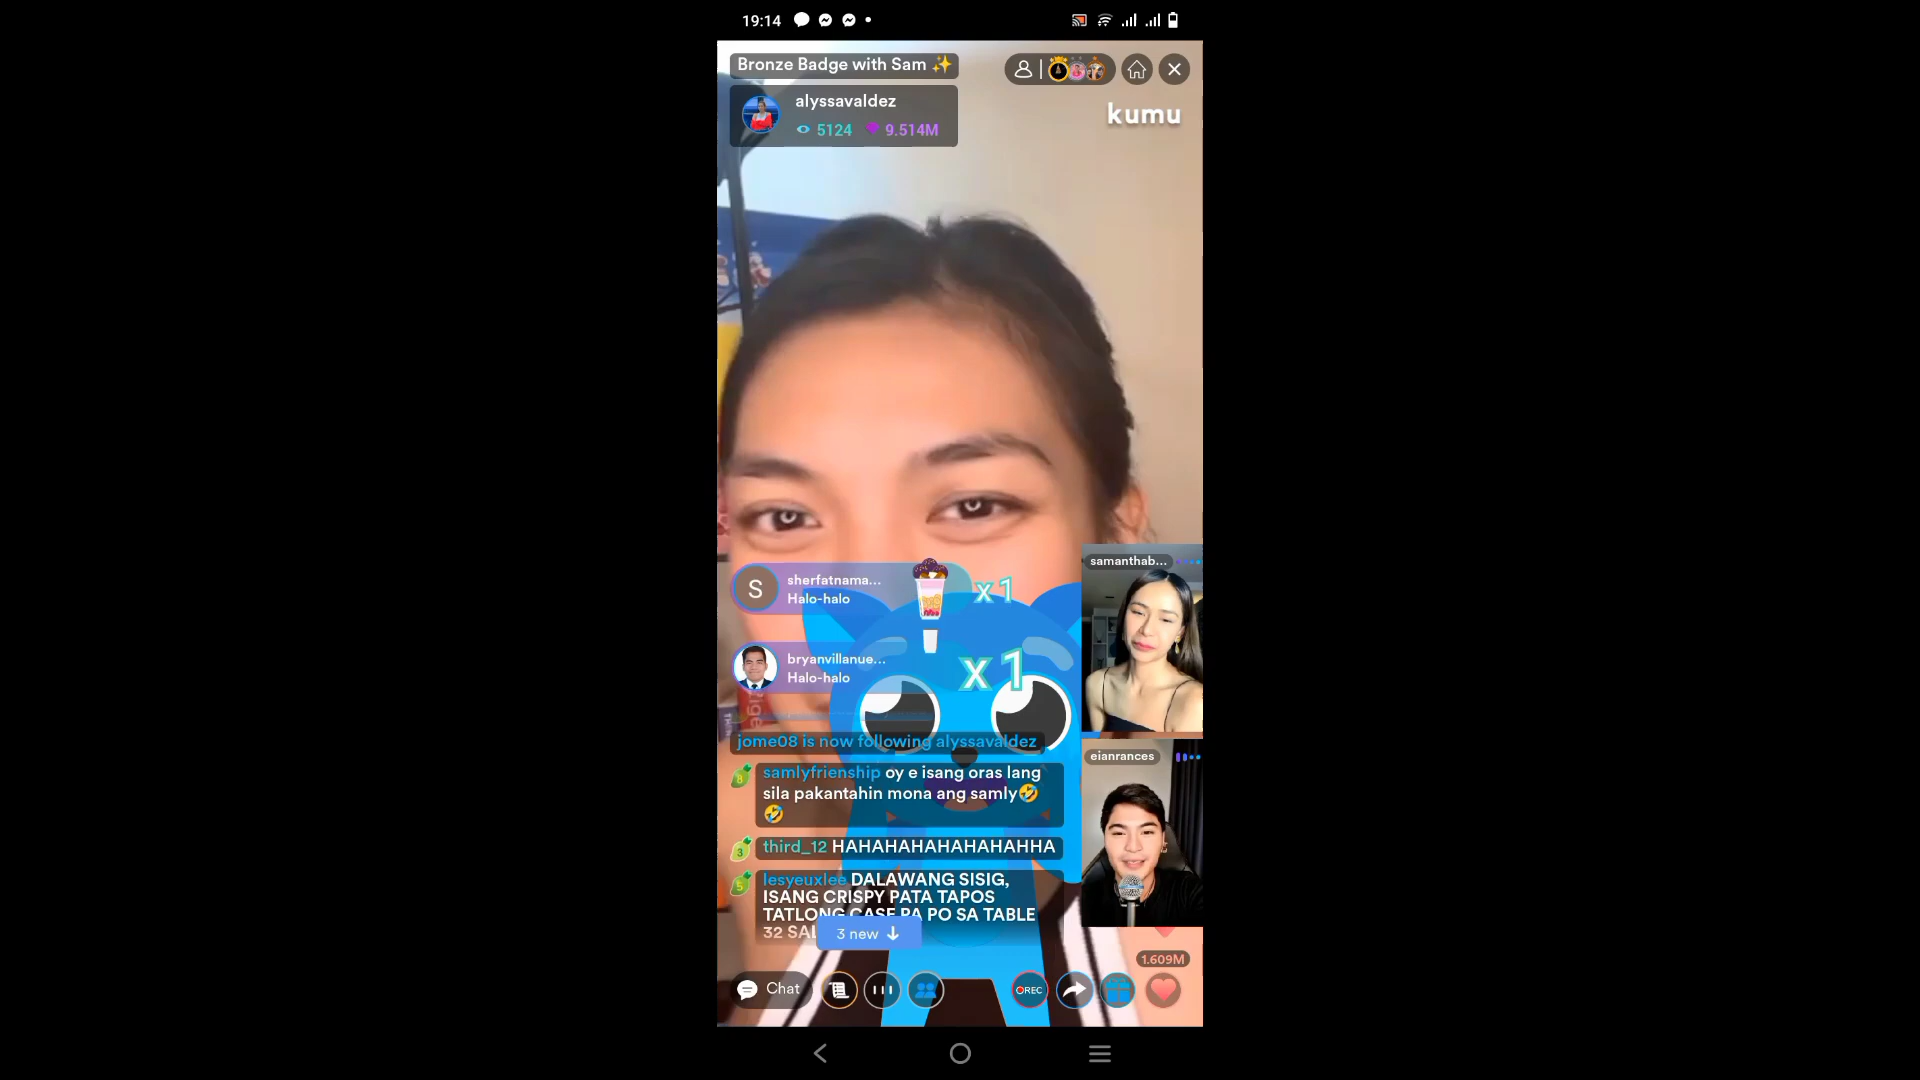 19:14
Bronze Badge with Sam ✨
alyssavaldez
5124 9.514M
kumu
samanthab...
sherfatnama...
Halo-halo
x1
S
bryanvillanue...
Halo-halo
x1
jome08 is now following alyssavaldez
eianrances
8 samlyfrienship oy e isang oras lang
sila pakantahin mona ang samly🤣
🤣
3 third_12 HAHAHAHAHAHAHAHHA
5 lesyeuxlee DALAWANG SISIG,
ISANG CRISPY PATA TAPOS
TATLONG CASE PA PO SA TABLE
32 SAL
3 new ↓
1.609M
Chat
REC